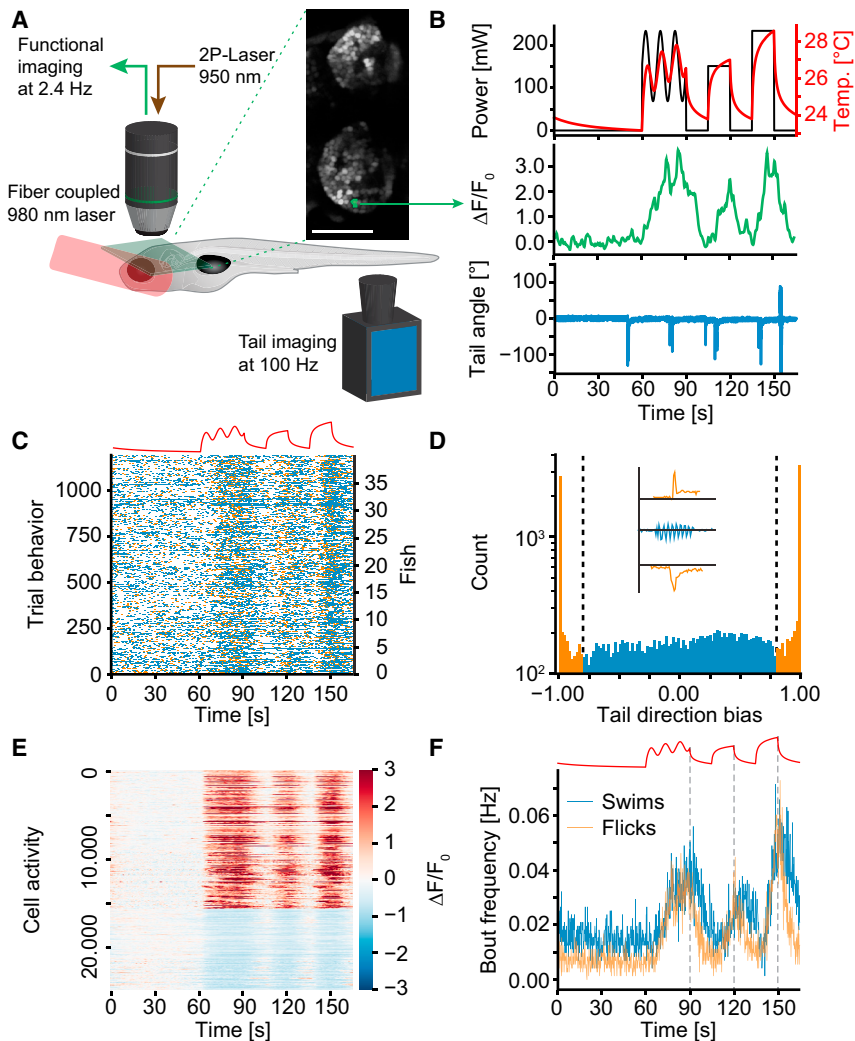 A
Functional
imaging
at 2.4 Hz
2P-Laser
950 nm
Fiber coupled
980 nm laser
Tail imaging
at 100 Hz
B
Power [mW]
200
100
0
Temp. [°C]
28
26
24
ΔF/F0
3.0
2.0
1.0
0.0
Tail angle [°]
0
−100
0 30 60 90 120 150
Time [s]
C
Trial behavior
1000
750
500
250
0
Fish
35
30
25
20
15
10
5
0
0 30 60 90 120 150
Time [s]
D
Count
10³
10²
−1.00 0.00 1.00
Tail direction bias
E
Cell activity
0
10.000
20.000
0 30 60 90 120 150
Time [s]
3
2
1
0
−1
−2
−3
ΔF/F0
F
Swims
Flicks
Bout frequency [Hz]
0.06
0.04
0.02
0.00
0 30 60 90 120 150
Time [s]